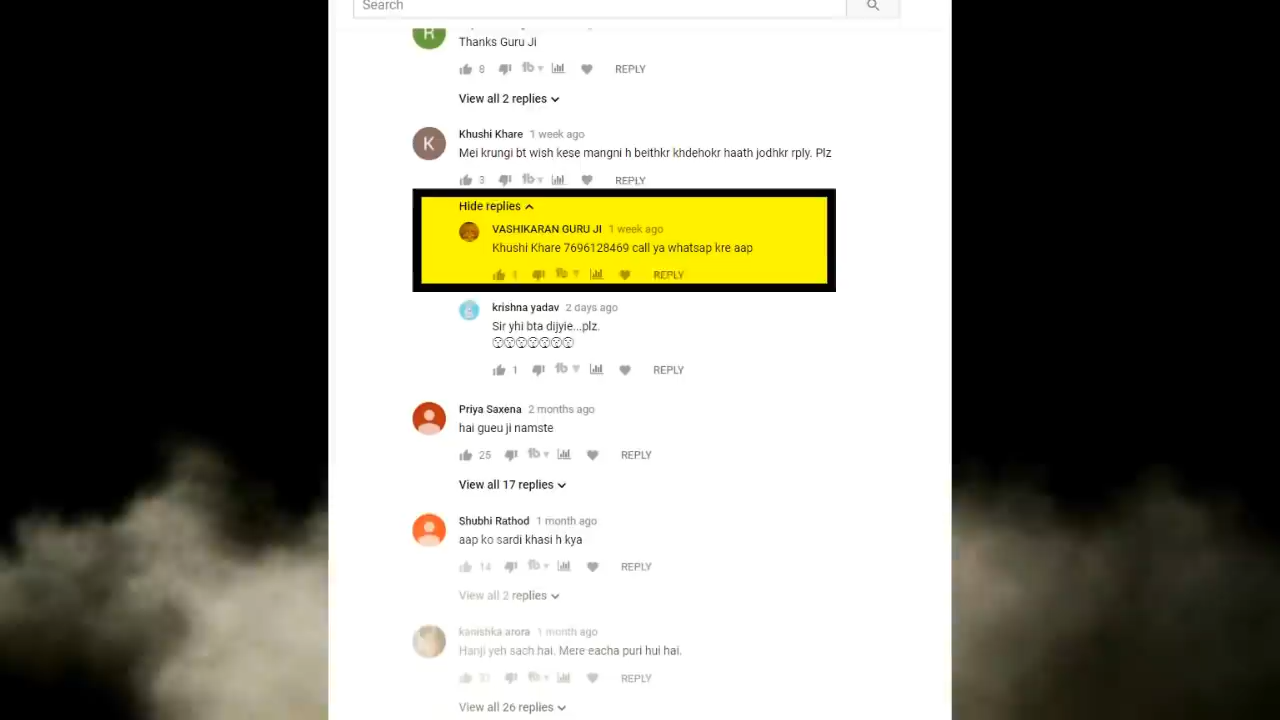 Search
Thanks Guru Ji
8 REPLY
View all 2 replies
Khushi Khare 1 week ago
Mei krungi bt wish kese mangni h beithkr khdehokr haath jodhkr rply. Plz
3 REPLY
Hide replies
VASHIKARAN GURU JI 1 week ago
Khushi Khare 7696128469 call ya whatsap kre aap
1 REPLY
krishna yadav 2 days ago
Sir yhi bta dijyie...plz.
1 REPLY
Priya Saxena 2 months ago
hai gueu ji namste
25 REPLY
View all 17 replies
Shubhi Rathod 1 month ago
aap ko sardi khasi h kya
14 REPLY
View all 2 replies
kanishka arora 1 month ago
Hanji yeh sach hai. Mere eacha puri hui hai.
REPLY
View all 26 replies